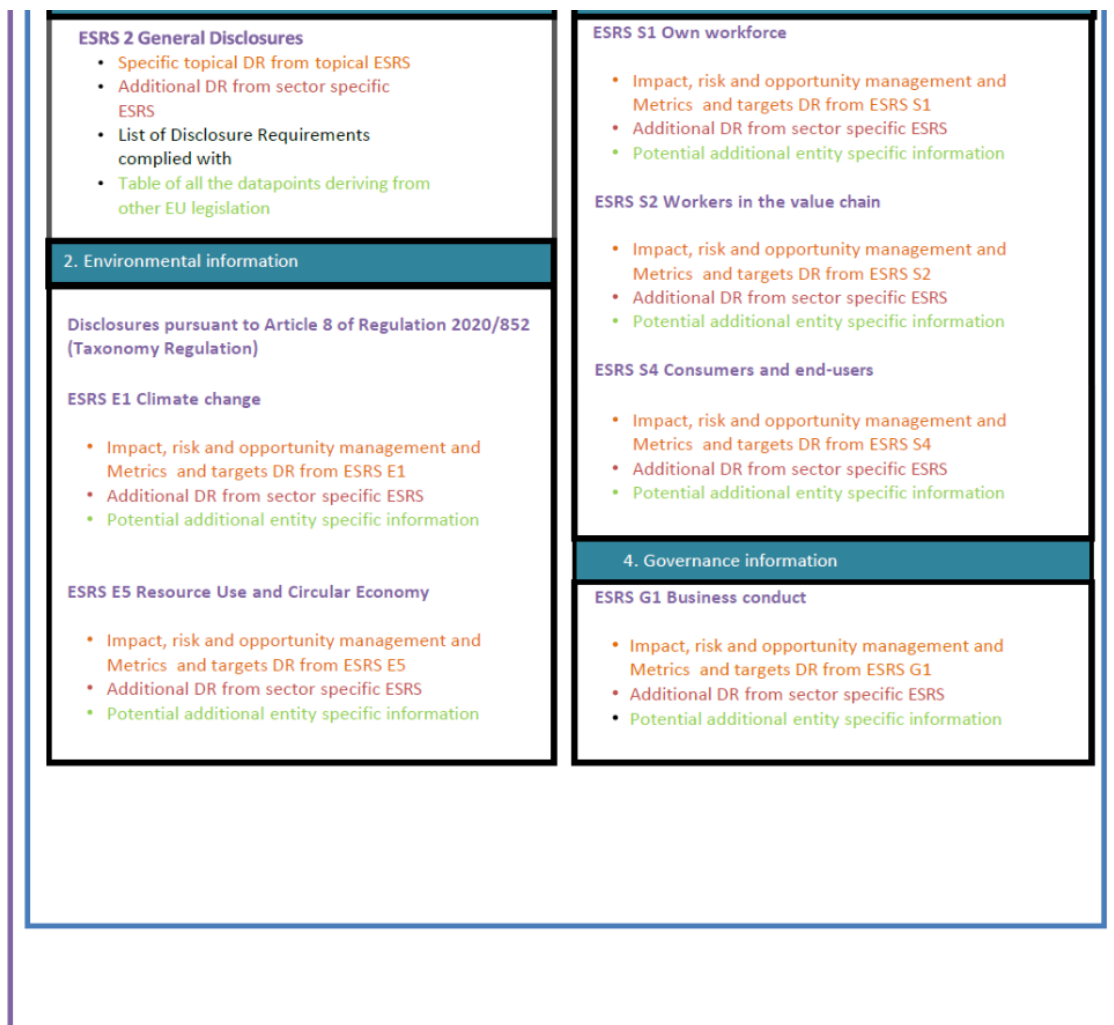 ESRS 2 General Disclosures
• Specific topical DR from topical ESRS
• Additional DR from sector specific
ESRS
• List of Disclosure Requirements
complied with
• Table of all the datapoints deriving from
other EU legislation
2. Environmental information
Disclosures pursuant to Article 8 of Regulation 2020/852
(Taxonomy Regulation)
ESRS E1 Climate change
• Impact, risk and opportunity management and
Metrics and targets DR from ESRS E1
• Additional DR from sector specific ESRS
• Potential additional entity specific information
ESRS E5 Resource Use and Circular Economy
• Impact, risk and opportunity management and
Metrics and targets DR from ESRS E5
• Additional DR from sector specific ESRS
• Potential additional entity specific information
ESRS S1 Own workforce
• Impact, risk and opportunity management and
Metrics and targets DR from ESRS S1
• Additional DR from sector specific ESRS
• Potential additional entity specific information
ESRS S2 Workers in the value chain
• Impact, risk and opportunity management and
Metrics and targets DR from ESRS S2
• Additional DR from sector specific ESRS
• Potential additional entity specific information
ESRS S4 Consumers and end-users
• Impact, risk and opportunity management and
Metrics and targets DR from ESRS S4
• Additional DR from sector specific ESRS
• Potential additional entity specific information
4. Governance information
ESRS G1 Business conduct
• Impact, risk and opportunity management and
Metrics and targets DR from ESRS G1
• Additional DR from sector specific ESRS
• Potential additional entity specific information